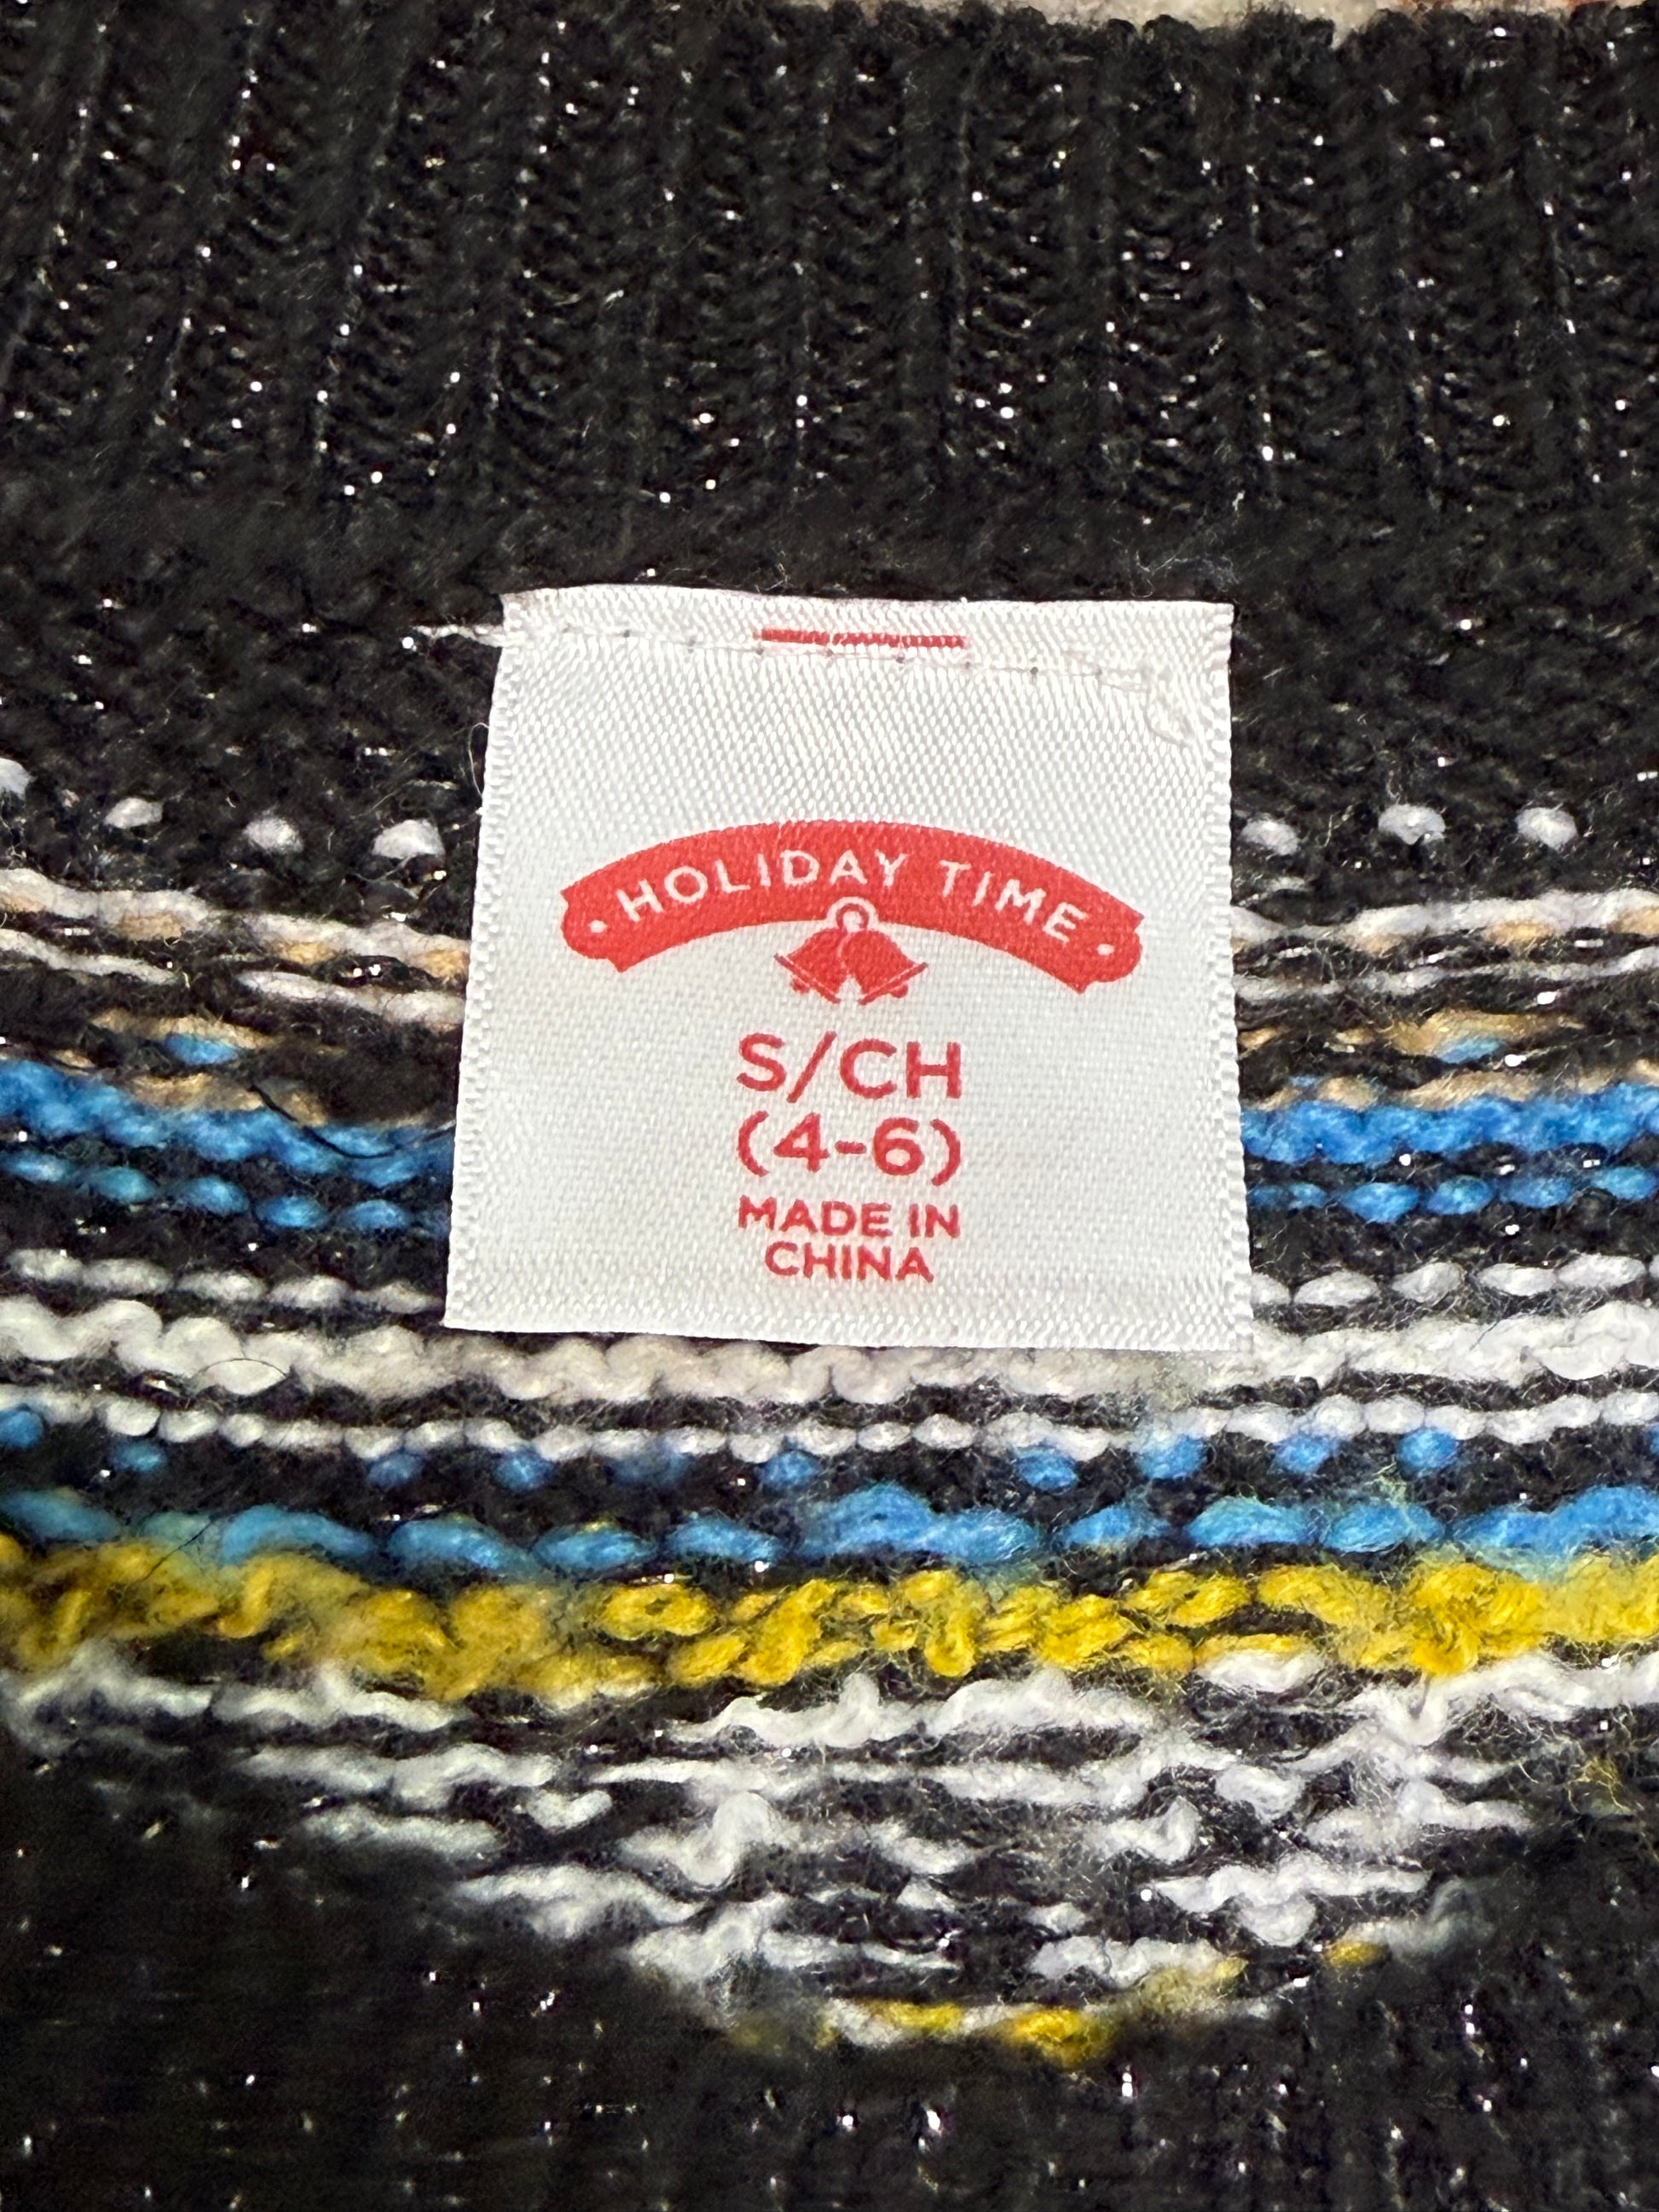 HOLIDAY TIME
S/CH
(4-6)
MADE IN
CHINA